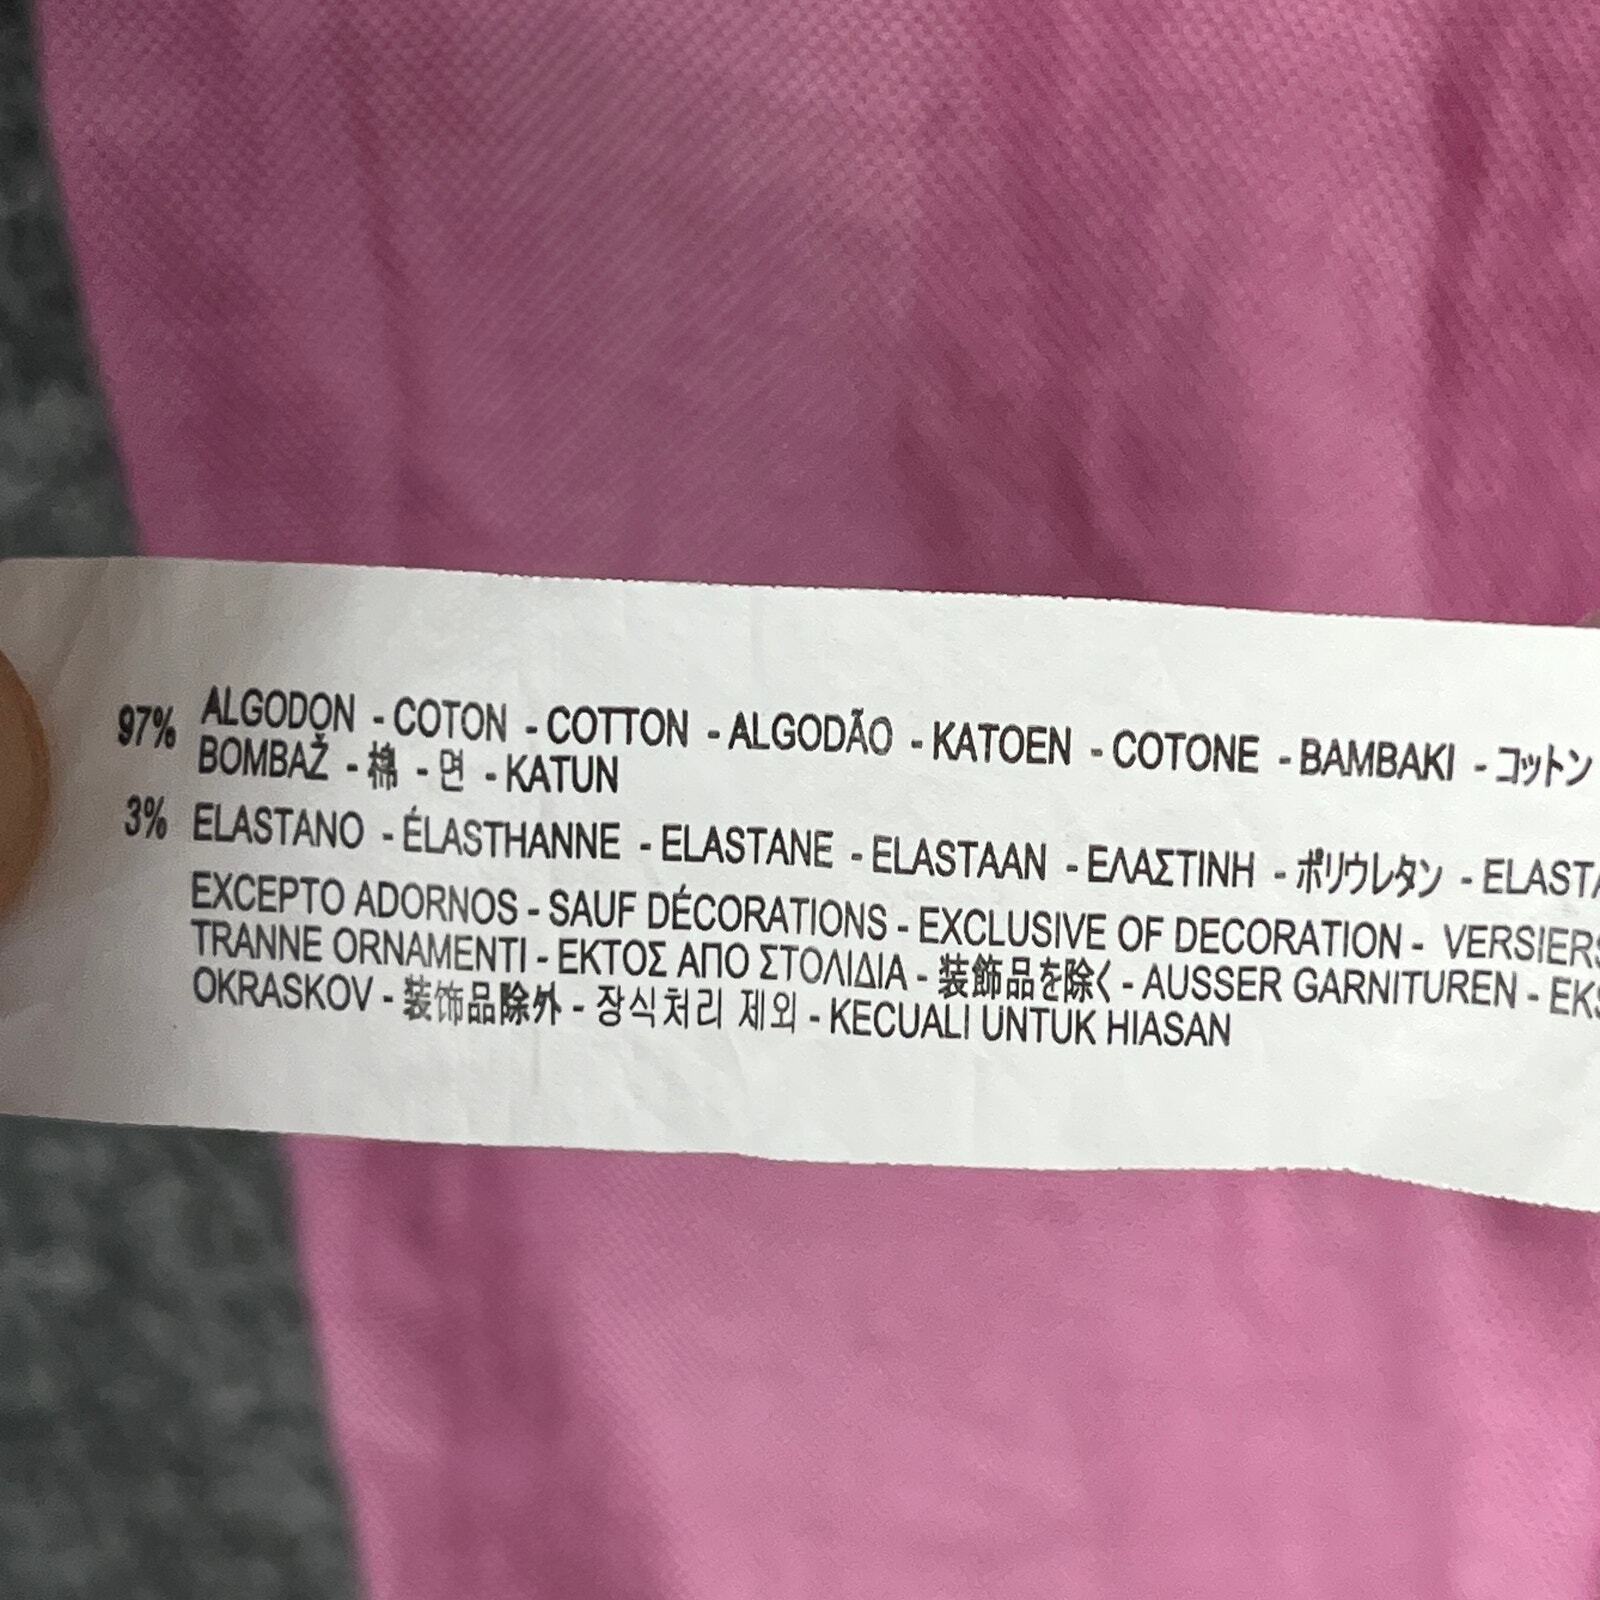 97% ALGODON - COTON - COTTON - ALGODÃO - KATOEN - COTONE - BAMBAKI - コットン
BOMBAŽ - 棉 - 면 - KATUN
3% ELASTANO - ÉLASTHANNE - ELASTANE - ELASTAAN - ΕΛΑΣΤΙΝΗ - ポリウレタン - ELASTA
EXCEPTO ADORNOS - SAUF DÉCORATIONS - EXCLUSIVE OF DECORATION - VERSIERS
TRANNE ORNAMENTI - ΕΚΤΟΣ ΑΠΟ ΣΤΟΛΙΔΙΑ - 装飾品を除く - AUSSER GARNITUREN - EKS
OKRASKOV - 装饰品除外 - 장식처리 제외 - KECUALI UNTUK HIASAN